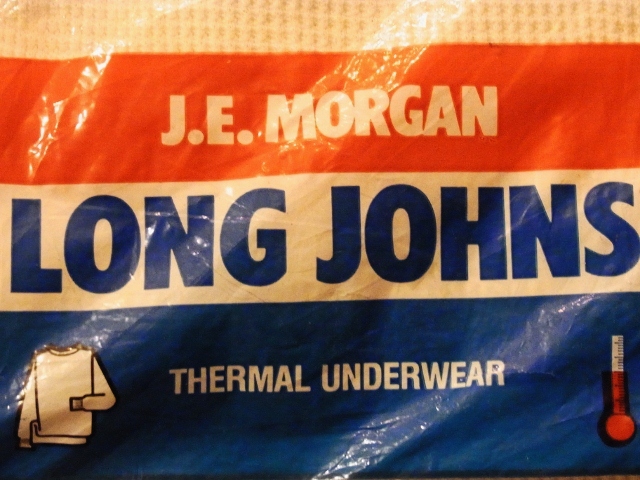 J.E. MORGAN
LONG JOHNS
THERMAL UNDERWEAR